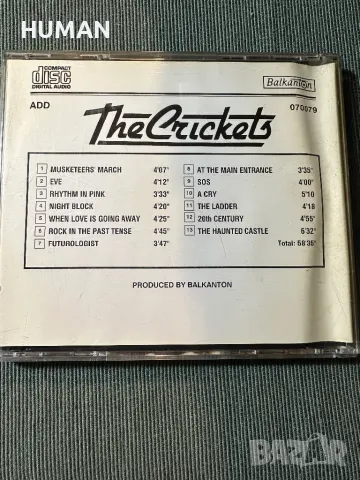 HUMAN
COMPACT
disc
DIGITAL AUDIO
Balkanton
ADD
070079
The Crickets
1 MUSKETEERS' MARCH 4'07"
2 EVE 4'12"
3 RHYTHM IN PINK 3'33"
4 NIGHT BLOCK 4'20"
5 WHEN LOVE IS GOING AWAY 4'25"
6 ROCK IN THE PAST TENSE 4'45"
7 FUTUROLOGIST 3'47"
8 AT THE MAIN ENTRANCE 3'35"
9 SOS 4'00"
10 A CRY 5'10
11 THE LADDER 4'18
12 20th CENTURY 4'55"
13 THE HAUNTED CASTLE 6'32"
Total: 58'35"
PRODUCED BY BALKANTON
BAZAR